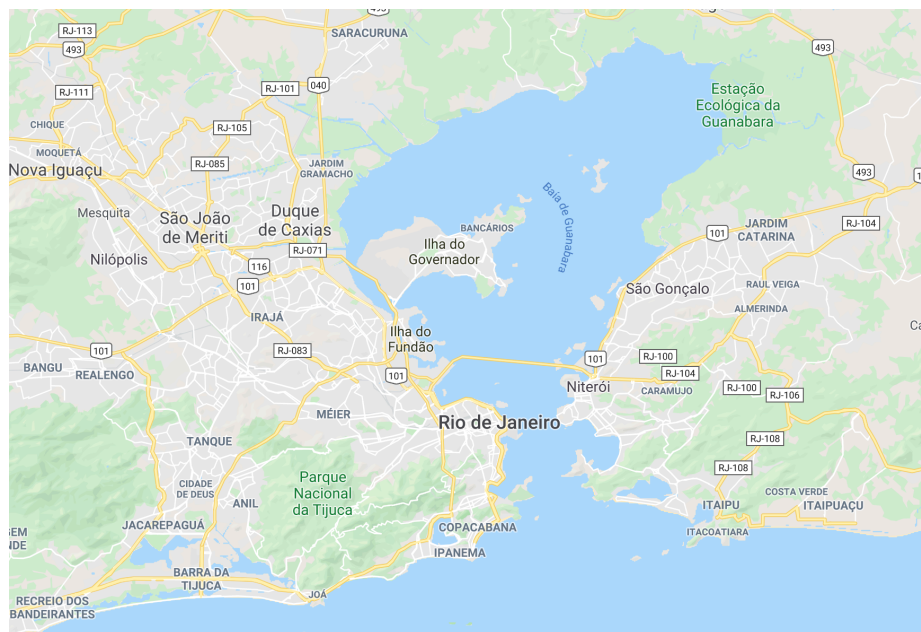 493
RJ-113
SARACURUNA
493
493
RJ-101
040
RJ-111
Estação
Ecológica da
Guanabara
CHIQUE
RJ-105
MOQUETÁ
RJ-085
JARDIM
GRAMACHO
Nova Iguaçu
493
Baía de Guanabara
Mesquita
São João
de Meriti
Duque
de Caxias
BANCÁRIOS
RJ-104
JARDIM
CATARINA
101
Ilha do
Governador
RJ-071
Nilópolis
116
101
São Gonçalo
RAUL VEIGA
ALMERINDA
IRAJÁ
Ilha do
Fundão
101
RJ-083
101
RJ-100
BANGU
REALENGO
101
RJ-104
Niterói
CARAMUJO
RJ-100
RJ-106
MÉIER
Rio de Janeiro
TANQUE
RJ-108
RJ-108
Parque
Nacional
da Tijuca
CIDADE
DE DEUS
ANIL
COSTA VERDE
ITAIPU
ITAIPUAÇU
JACAREPAGUÁ
COPACABANA
ITACOATIARA
IPANEMA
BARRA DA
TIJUCA
JOÁ
RECREIO DOS
BANDEIRANTES